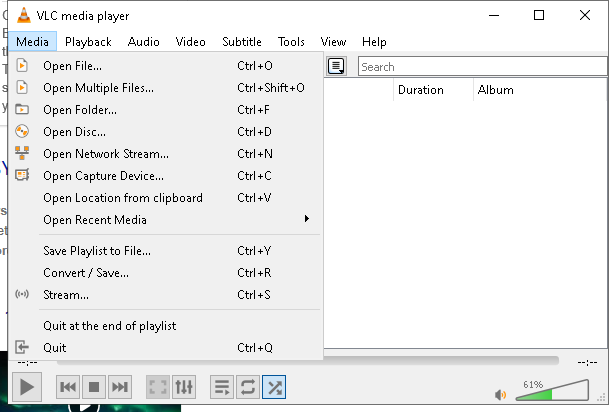 VLC media player
Media Playback Audio Video Subtitle Tools View Help
Open File... Ctrl+O
Open Multiple Files... Ctrl+Shift+O
Open Folder... Ctrl+F
Open Disc... Ctrl+D
Open Network Stream... Ctrl+N
Open Capture Device... Ctrl+C
Open Location from clipboard Ctrl+V
Open Recent Media
Save Playlist to File... Ctrl+Y
Convert / Save... Ctrl+R
Stream... Ctrl+S
Quit at the end of playlist
Quit Ctrl+Q
Search
Duration Album
--:-- --:--
61%